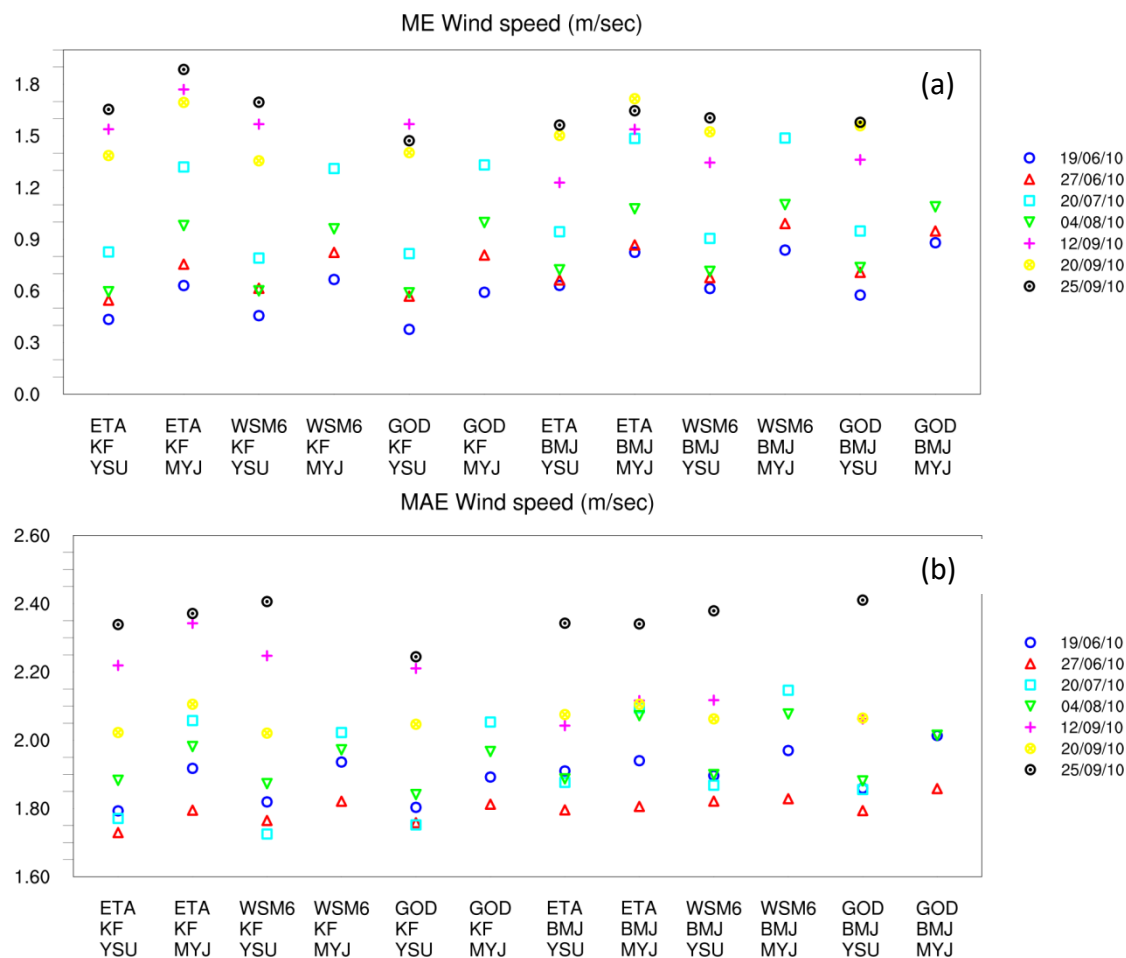 ME Wind speed (m/sec)
(a)
1.8
1.5
1.2
0.9
0.6
0.3
0.0
19/06/10
27/06/10
20/07/10
04/08/10
12/09/10
20/09/10
25/09/10
ETA ETA WSM6 WSM6 GOD GOD ETA ETA WSM6 WSM6 GOD GOD
KF KF KF KF KF KF BMJ BMJ BMJ BMJ BMJ BMJ
YSU MYJ YSU MYJ YSU MYJ YSU MYJ YSU MYJ YSU MYJ
MAE Wind speed (m/sec)
(b)
2.60
2.40
2.20
2.00
1.80
1.60
19/06/10
27/06/10
20/07/10
04/08/10
12/09/10
20/09/10
25/09/10
ETA ETA WSM6 WSM6 GOD GOD ETA ETA WSM6 WSM6 GOD GOD
KF KF KF KF KF KF BMJ BMJ BMJ BMJ BMJ BMJ
YSU MYJ YSU MYJ YSU MYJ YSU MYJ YSU MYJ YSU MYJ